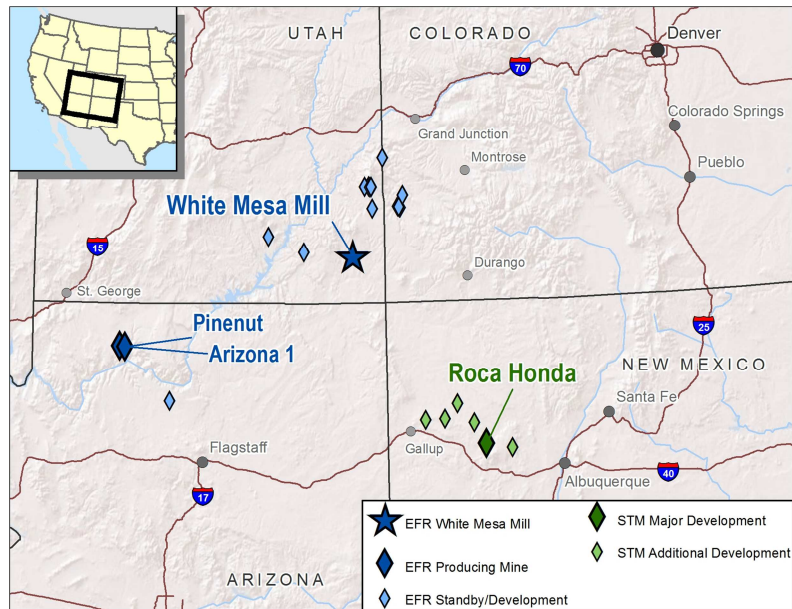 UTAH
COLORADO
Denver
70
Grand Junction
Colorado Springs
Montrose
Pueblo
White Mesa Mill
15
Durango
St. George
Pinenut
Arizona 1
25
NEW MEXICO
Roca Honda
Santa Fe
Gallup
Flagstaff
Albuquerque
40
17
ARIZONA
EFR White Mesa Mill
EFR Producing Mine
EFR Standby/Development
STM Major Development
STM Additional Development